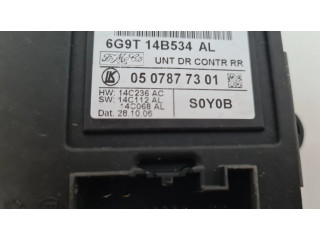 6G9T 14B534 AL
UNT DR CONTR RR
05 0787 73 01
HW: 14C236 AC
SW: 14C112 AL
14C068 AL
Dat. 28.10.06
S0Y0B